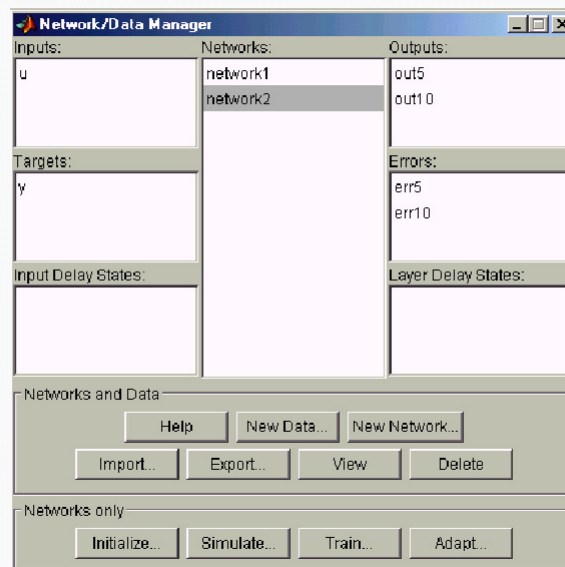 Network/Data Manager
Inputs: Networks: Outputs:
u network1 out5
network2 out10
Targets: Errors:
y err5
err10
Input Delay States: Layer Delay States:
Networks and Data
Help New Data... New Network...
Import... Export... View Delete
Networks only
Initialize... Simulate... Train... Adapt...